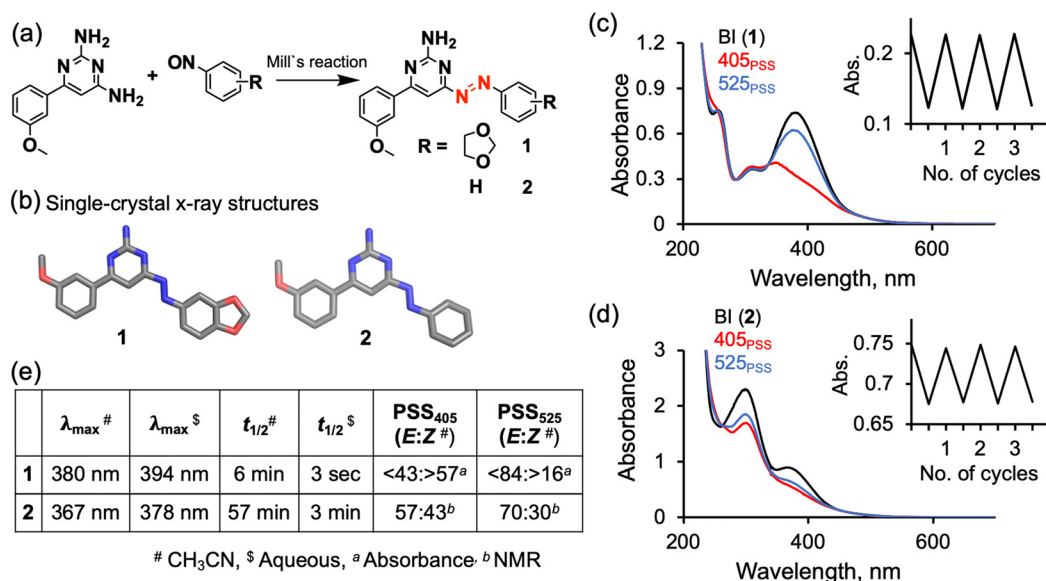 (a)
NH2
N
N
NH2
O
+
ON
R
Mill`s reaction
NH2
N
N
N=N
R
O
R =
O
O
1
H
2
(b) Single-crystal x-ray structures
1
2
(c)
BI (1)
405PSS
525PSS
Absorbance
1.2
0.9
0.6
0.3
0
200
400
600
Wavelength, nm
Abs.
0.2
0.1
1
2
3
No. of cycles
(d)
BI (2)
405PSS
525PSS
Absorbance
3
2
1
0
200
400
600
Wavelength, nm
Abs.
0.75
0.7
0.65
1
2
3
No. of cycles
(e)
λmax # λmax $ t1/2# t1/2$ PSS405 (E:Z #) PSS525 (E:Z #)
1 380 nm 394 nm 6 min 3 sec <43:>57a <84:>16a
2 367 nm 378 nm 57 min 3 min 57:43b 70:30b
# CH3CN, $ Aqueous, a Absorbance, b NMR